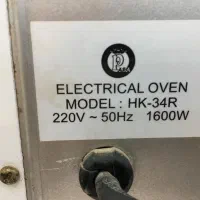 ELECTRICAL OVEN
MODEL : HK-34R
220V ~ 50Hz 1600W